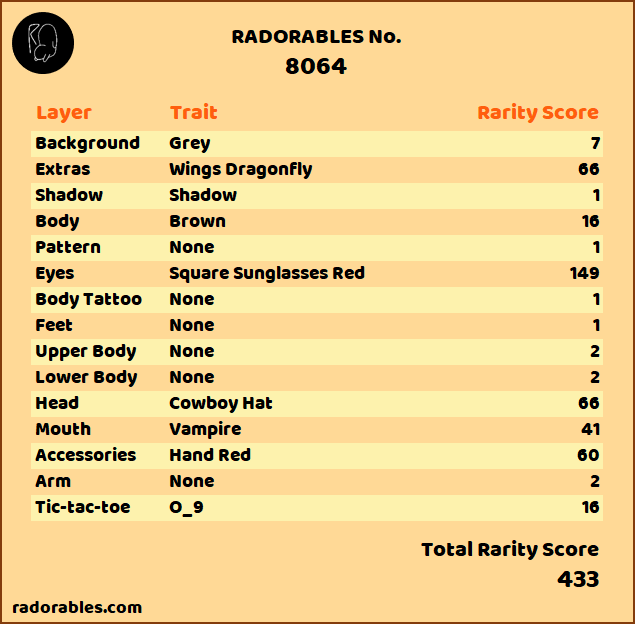 RADORABLES No.
8064
Layer Trait Rarity Score
Background Grey 7
Extras Wings Dragonfly 66
Shadow Shadow 1
Body Brown 16
Pattern None 1
Eyes Square Sunglasses Red 149
Body Tattoo None 1
Feet None 1
Upper Body None 2
Lower Body None 2
Head Cowboy Hat 66
Mouth Vampire 41
Accessories Hand Red 60
Arm None 2
Tic-tac-toe O_9 16
Total Rarity Score
433
radorables.com